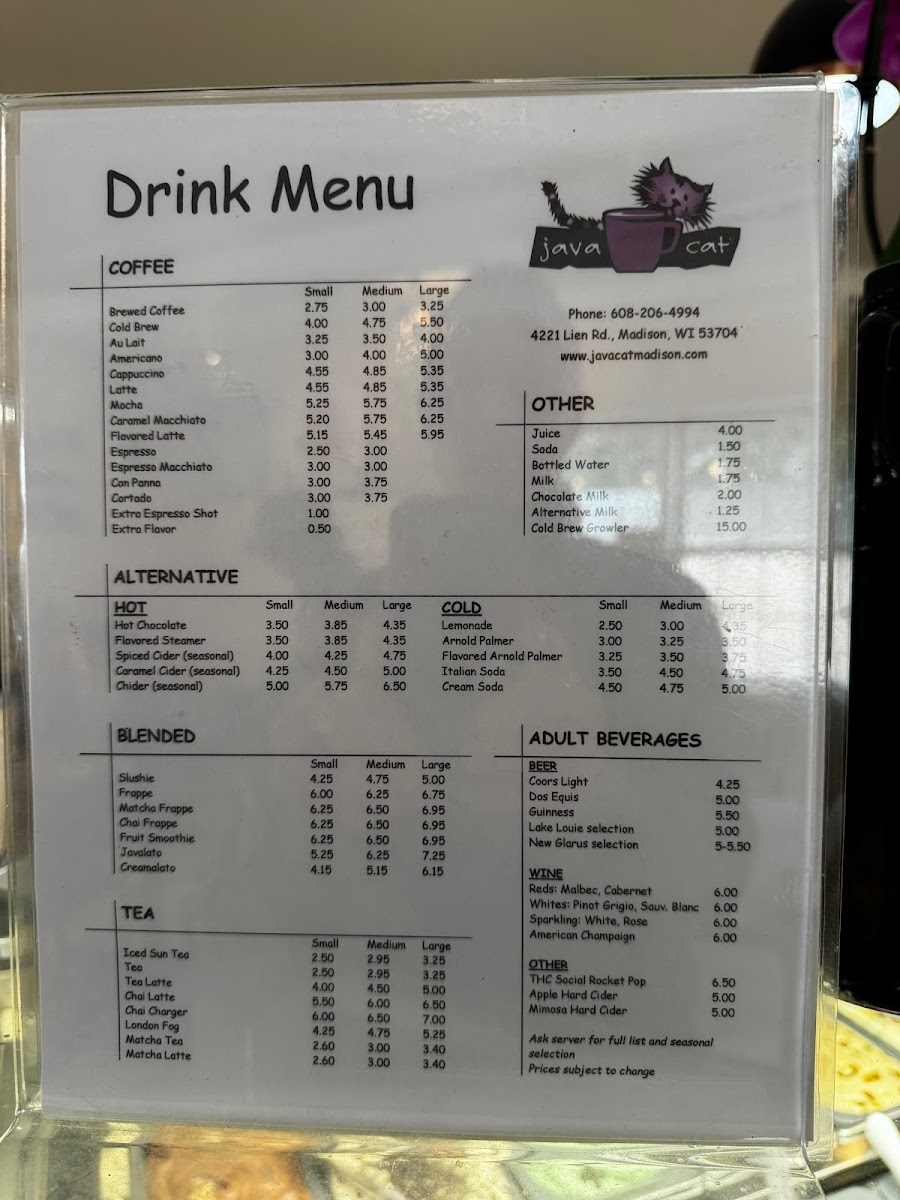 Drink Menu
java cat
Phone: 608-206-4994
4221 Lien Rd., Madison, WI 53704
www.javacatmadison.com
COFFEE
Small Medium Large
Brewed Coffee 2.75 3.00 3.25
Cold Brew 4.00 4.75 5.50
Au Lait 3.25 3.50 4.00
Americano 3.00 4.00 5.00
Cappuccino 4.55 4.85 5.35
Latte 4.55 4.85 5.35
Mocha 5.25 5.75 6.25
Caramel Macchiato 5.20 5.75 6.25
Flavored Latte 5.15 5.45 5.95
Espresso 2.50 3.00
Espresso Macchiato 3.00 3.00
Con Panna 3.00 3.75
Cortado 3.00 3.75
Extra Espresso Shot 1.00
Extra Flavor 0.50
OTHER
Juice 4.00
Soda 1.50
Bottled Water 1.75
Milk 1.75
Chocolate Milk 2.00
Alternative Milk 1.25
Cold Brew Growler 15.00
ALTERNATIVE
HOT Small Medium Large
Hot Chocolate 3.50 3.85 4.35
Flavored Steamer 3.50 3.85 4.35
Spiced Cider (seasonal) 4.00 4.25 4.75
Caramel Cider (seasonal) 4.25 4.50 5.00
Chider (seasonal) 5.00 5.75 6.50
COLD Small Medium Large
Lemonade 2.50 3.00 4.35
Arnold Palmer 3.00 3.25 3.50
Flavored Arnold Palmer 3.25 3.50 3.75
Italian Soda 3.50 4.50 4.75
Cream Soda 4.50 4.75 5.00
BLENDED
Small Medium Large
Slushie 4.25 4.75 5.00
Frappe 6.00 6.25 6.75
Matcha Frappe 6.25 6.50 6.95
Chai Frappe 6.25 6.50 6.95
Fruit Smoothie 6.25 6.50 6.95
Javalato 5.25 6.25 7.25
Creamalato 4.15 5.15 6.15
TEA
Small Medium Large
Iced Sun Tea 2.50 2.95 3.25
Tea 2.50 2.95 3.25
Tea Latte 4.00 4.50 5.00
Chai Latte 5.50 6.00 6.50
Chai Charger 6.00 6.50 7.00
London Fog 4.25 4.75 5.25
Matcha Tea 2.60 3.00 3.40
Matcha Latte 2.60 3.00 3.40
ADULT BEVERAGES
BEER
Coors Light 4.25
Dos Equis 5.00
Guinness 5.50
Lake Louie selection 5.00
New Glarus selection 5-5.50
WINE
Reds: Malbec, Cabernet 6.00
Whites: Pinot Grigio, Sauv. Blanc 6.00
Sparkling: White, Rose 6.00
American Champaign 6.00
OTHER
THC Social Rocket Pop 6.50
Apple Hard Cider 5.00
Mimosa Hard Cider 5.00
Ask server for full list and seasonal
selection
Prices subject to change